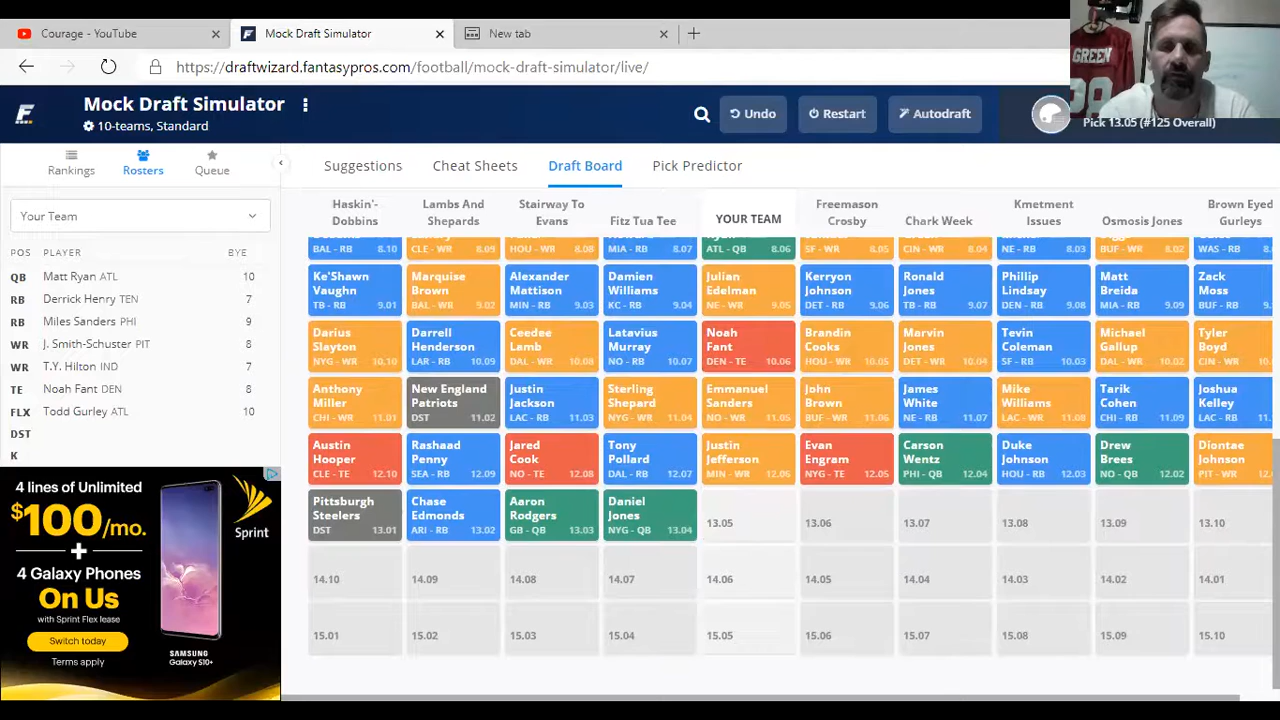 Courage - YouTube
Mock Draft Simulator
New tab
https://draftwizard.fantasypros.com/football/mock-draft-simulator/live/
GREEN
Mock Draft Simulator
10-teams, Standard
Undo
Restart
Autodraft
Pick 13.05 (#125 Overall)
Rankings
Rosters
Queue
Suggestions
Cheat Sheets
Draft Board
Pick Predictor
Your Team
POS PLAYER BYE
QB Matt Ryan ATL 10
RB Derrick Henry TEN 7
RB Miles Sanders PHI 9
WR J. Smith-Schuster PIT 8
WR T.Y. Hilton IND 7
TE Noah Fant DEN 8
FLX Todd Gurley ATL 10
DST
K
4 lines of Unlimited
$100/mo.
+
4 Galaxy Phones
On Us
with Sprint Flex lease
Switch today
Terms apply
Sprint
SAMSUNG
Galaxy S10+
Haskin'-
Dobbins
Lambs And
Shepards
Stairway To
Evans
Fitz Tua Tee
YOUR TEAM
Freemason
Crosby
Chark Week
Kmetment
Issues
Osmosis Jones
Brown Eyed
Gurleys
BAL - RB 8.10
CLE - WR 8.09
HOU - WR 8.08
MIA - RB 8.07
ATL - QB 8.06
SF - WR 8.05
CIN - WR 8.04
NE - RB 8.03
BUF - WR 8.02
WAS - RB 8.
Ke'Shawn
Vaughn
TB - RB 9.01
Marquise
Brown
BAL - WR 9.02
Alexander
Mattison
MIN - RB 9.03
Damien
Williams
KC - RB 9.04
Julian
Edelman
NE - WR 9.05
Kerryon
Johnson
DET - RB 9.06
Ronald
Jones
TB - RB 9.07
Phillip
Lindsay
DEN - RB 9.08
Matt
Breida
MIA - RB 9.09
Zack
Moss
BUF - RB 9.
Darius
Slayton
NYG - WR 10.10
Darrell
Henderson
LAR - RB 10.09
Ceedee
Lamb
DAL - WR 10.08
Latavius
Murray
NO - RB 10.07
Noah
Fant
DEN - TE 10.06
Brandin
Cooks
HOU - WR 10.05
Marvin
Jones
DET - WR 10.04
Tevin
Coleman
SF - RB 10.03
Michael
Gallup
DAL - WR 10.02
Tyler
Boyd
CIN - WR 10.
Anthony
Miller
CHI - WR 11.01
New England
Patriots
DST 11.02
Justin
Jackson
LAC - RB 11.03
Sterling
Shepard
NYG - WR 11.04
Emmanuel
Sanders
NO - WR 11.05
John
Brown
BUF - WR 11.06
James
White
NE - RB 11.07
Mike
Williams
LAC - WR 11.08
Tarik
Cohen
CHI - RB 11.09
Joshua
Kelley
LAC - RB 11.
Austin
Hooper
CLE - TE 12.10
Rashaad
Penny
SEA - RB 12.09
Jared
Cook
NO - TE 12.08
Tony
Pollard
DAL - RB 12.07
Justin
Jefferson
MIN - WR 12.06
Evan
Engram
NYG - TE 12.05
Carson
Wentz
PHI - QB 12.04
Duke
Johnson
HOU - RB 12.03
Drew
Brees
NO - QB 12.02
Diontae
Johnson
PIT - WR 12.
Pittsburgh
Steelers
DST 13.01
Chase
Edmonds
ARI - RB 13.02
Aaron
Rodgers
GB - QB 13.03
Daniel
Jones
NYG - QB 13.04
13.05
13.06
13.07
13.08
13.09
13.10
14.10
14.09
14.08
14.07
14.06
14.05
14.04
14.03
14.02
14.01
15.01
15.02
15.03
15.04
15.05
15.06
15.07
15.08
15.09
15.10